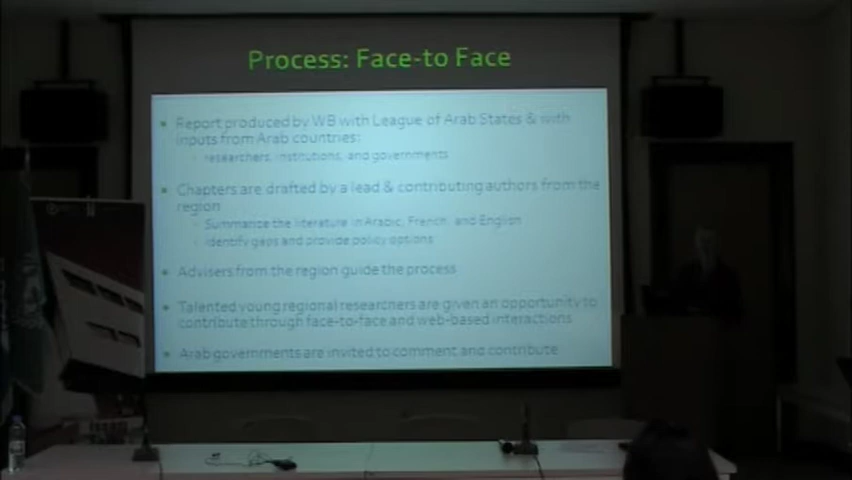 Process: Face-to Face
Report produced by WB with League of Arab States & with
inputs from Arab countries:
researchers, institutions, and governments
Chapters are drafted by a lead & contributing authors from the
region
Summarize the literature in Arabic, French, and English
Identify gaps and provide policy options
Advisers from the region guide the process
Talented young regional researchers are given an opportunity to
contribute through face-to-face and web-based interactions
Arab governments are invited to comment and contribute